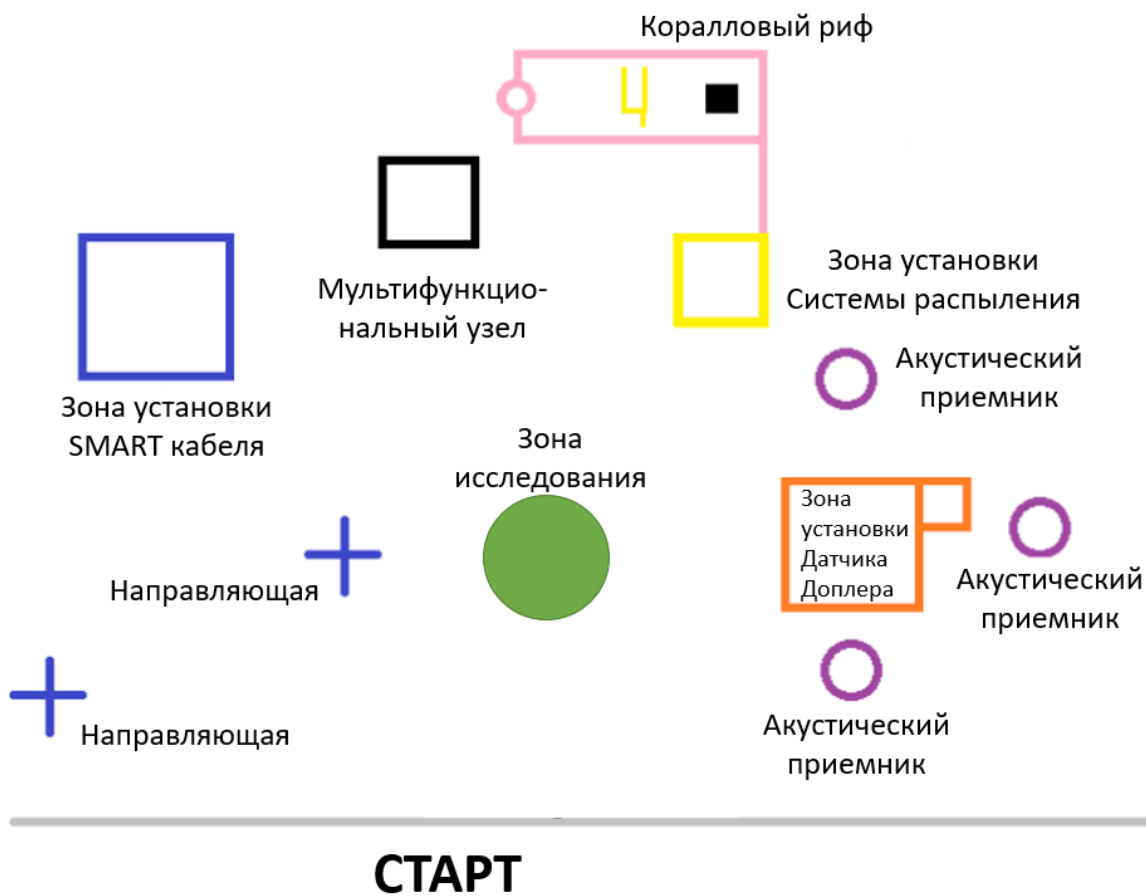 Коралловый риф
Мультифункцио-
нальный узел
Зона установки
Системы распыления
Акустический
приемник
Зона установки
SMART кабеля
Зона
исследования
Зона
установки
Датчика
Доплера
Акустический
приемник
Направляющая
Направляющая
Акустический
приемник
СТАРТ